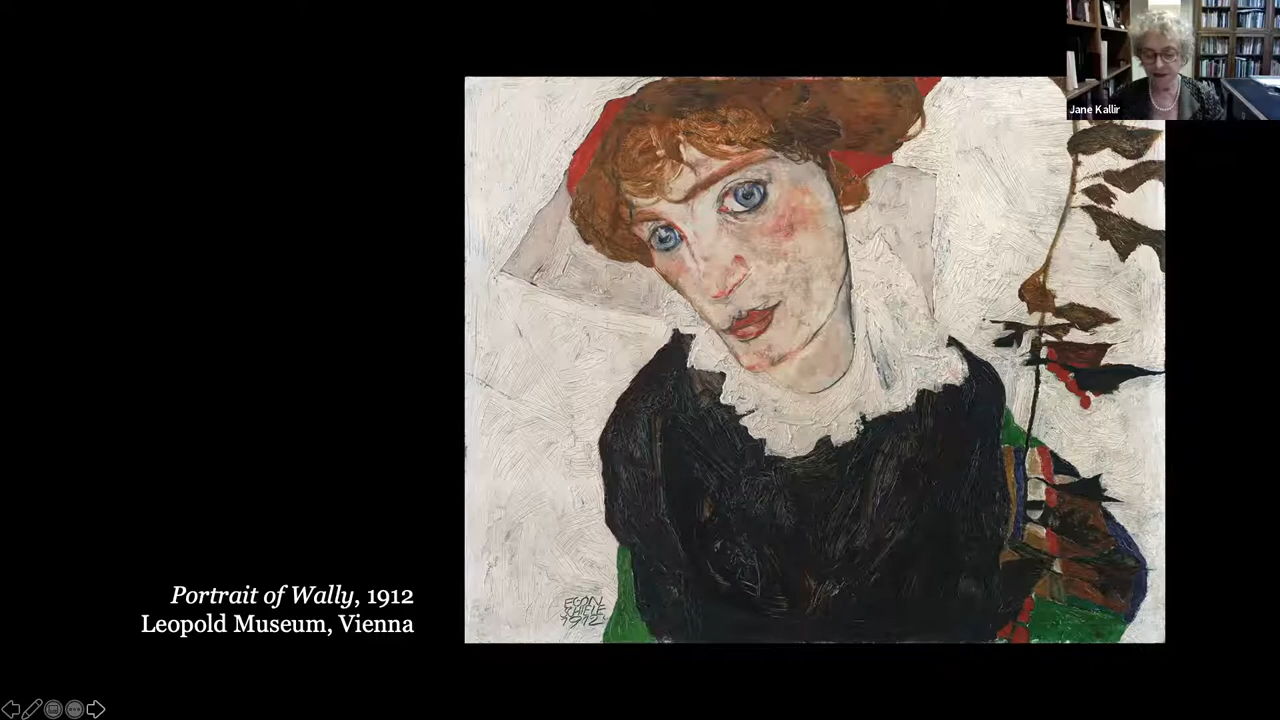 Jane Kallir
Portrait of Wally, 1912
Leopold Museum, Vienna
EGON
SCHIELE
1912